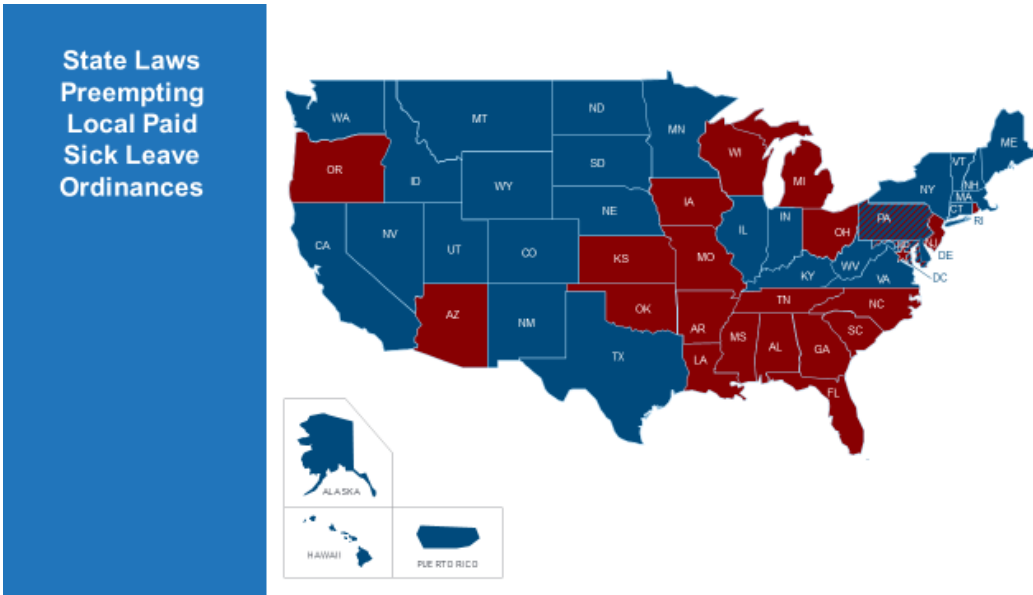 State Laws
Preempting
Local Paid
Sick Leave
Ordinances
WA
MT
ND
MN
ME
OR
ID
WY
SD
WI
MI
NY
VT
NH
MA
CT
RI
NV
UT
CO
NE
IA
IL
IN
OH
PA
NJ
DE
DC
CA
AZ
NM
KS
MO
KY
WV
VA
OK
AR
TN
NC
SC
TX
LA
MS
AL
GA
FL
ALASKA
HAWAII
PUERTO RICO